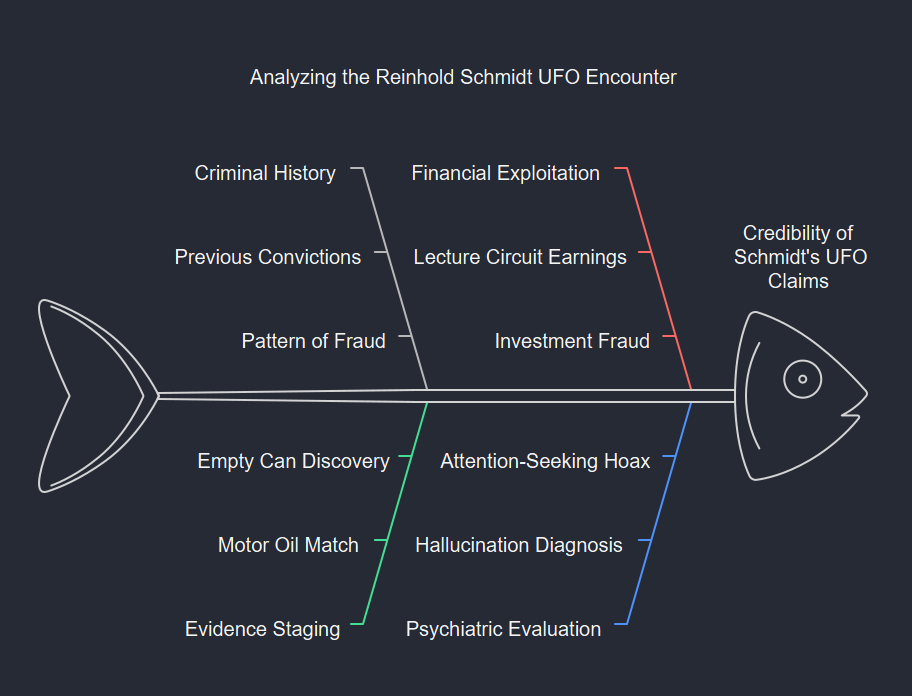 Analyzing the Reinhold Schmidt UFO Encounter
Criminal History
Financial Exploitation
Previous Convictions
Lecture Circuit Earnings
Credibility of
Schmidt's UFO
Claims
Pattern of Fraud
Investment Fraud
Empty Can Discovery
Attention-Seeking Hoax
Motor Oil Match
Hallucination Diagnosis
Evidence Staging
Psychiatric Evaluation